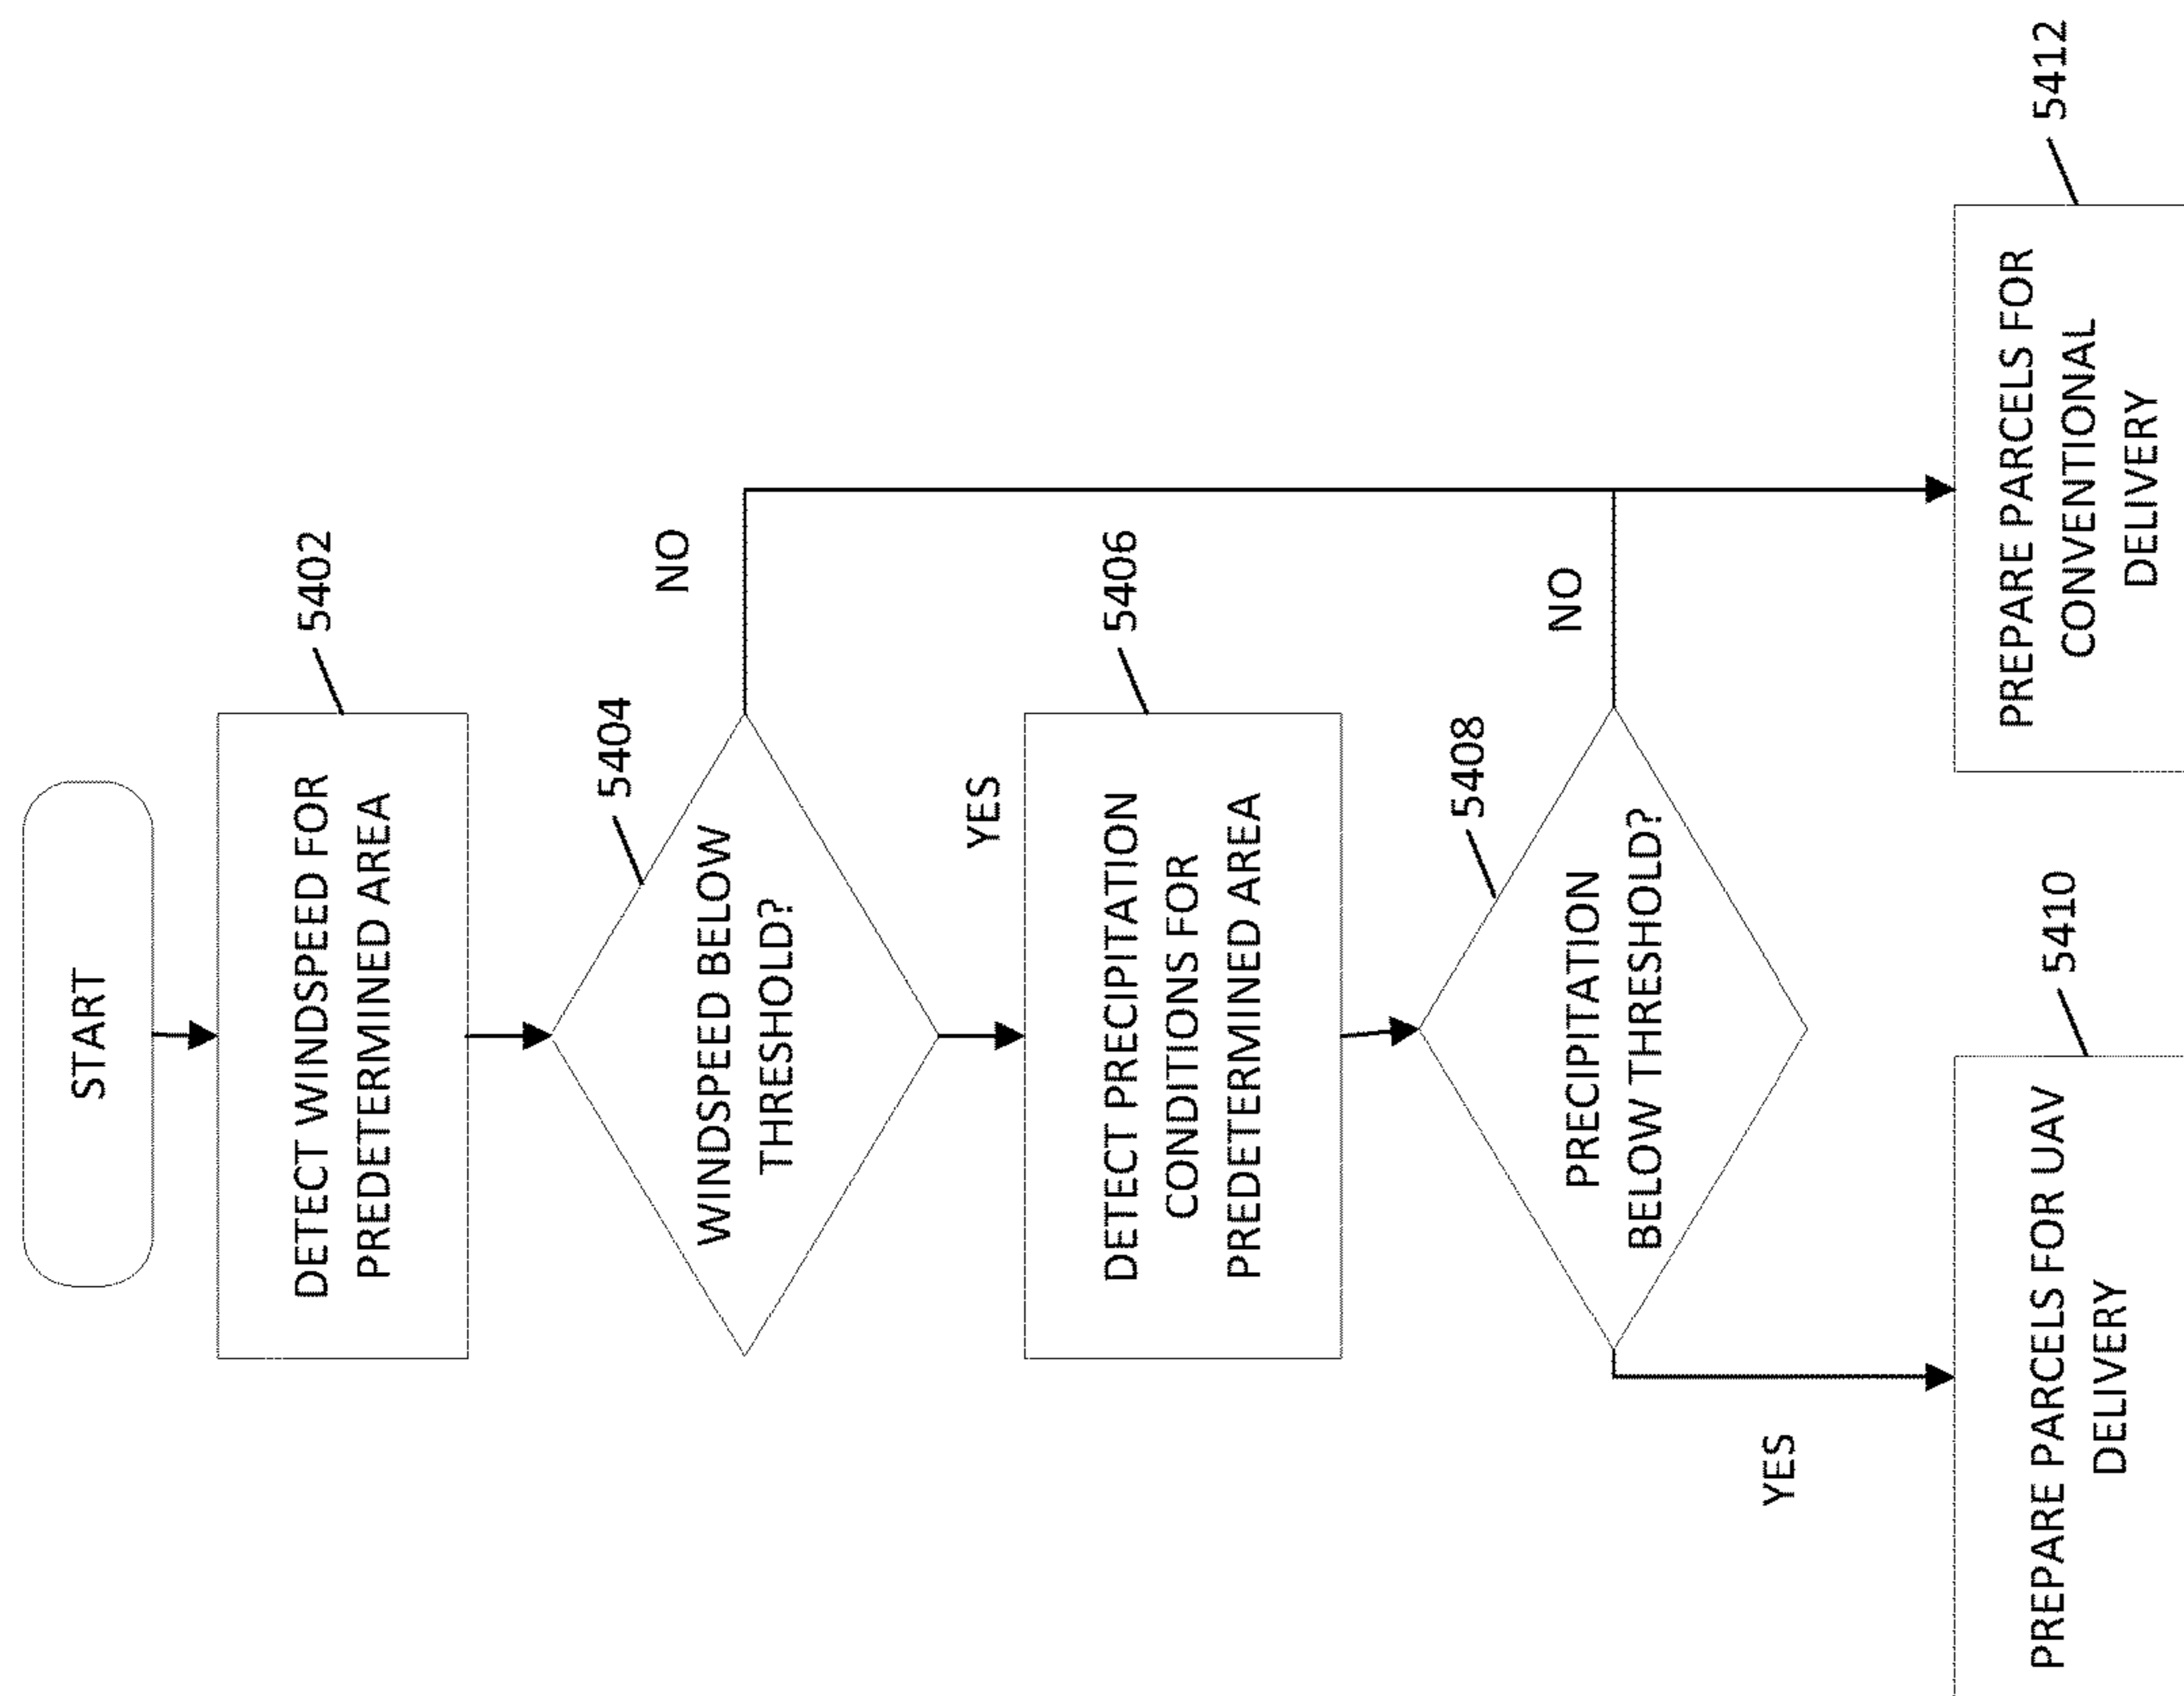 START
DETECT WINDSPEED FOR
PREDETERMINED AREA
5402
WINDSPEED BELOW
THRESHOLD?
5404
NO
YES
DETECT PRECIPITATION
CONDITIONS FOR
PREDETERMINED AREA
5406
PRECIPITATION
BELOW THRESHOLD?
5408
NO
YES
PREPARE PARCELS FOR UAV
DELIVERY
5410
PREPARE PARCELS FOR
CONVENTIONAL
DELIVERY
5412